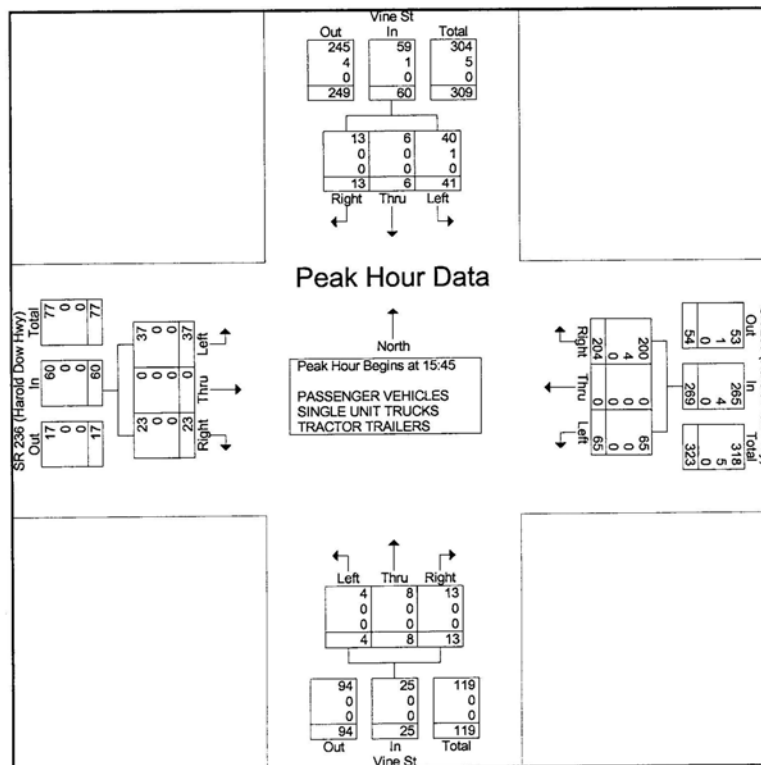 Vine St
Out In Total
245 59 304
4 1 5
0 0 0
249 60 309
13 6 40
0 0 1
0 0 0
13 6 41
Right Thru Left
Peak Hour Data
North
Peak Hour Begins at 15:45
PASSENGER VEHICLES
SINGLE UNIT TRUCKS
TRACTOR TRAILERS
SR 236 (Harold Dow Hwy)
Out In Total
17 60 77
0 0 0
0 0 0
17 60 77
Right Thru Left
23 0 37
0 0 0
0 0 0
23 0 37
Out In Total
53 265 318
1 4 5
0 0 0
54 269 323
Right Thru Left
200 0 65
4 0 0
0 0 0
204 0 65
Left Thru Right
4 8 13
0 0 0
0 0 0
4 8 13
94 25 119
0 0 0
0 0 0
94 25 119
Out In Total
Vine St